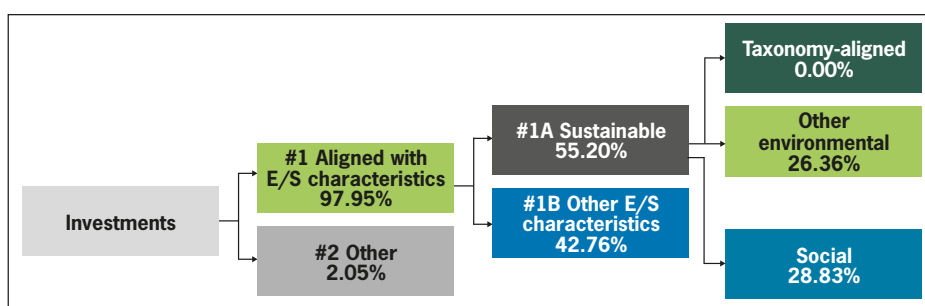 Investments
#1 Aligned with
E/S characteristics
97.95%
#2 Other
2.05%
#1A Sustainable
55.20%
#1B Other E/S
characteristics
42.76%
Taxonomy-aligned
0.00%
Other
environmental
26.36%
Social
28.83%